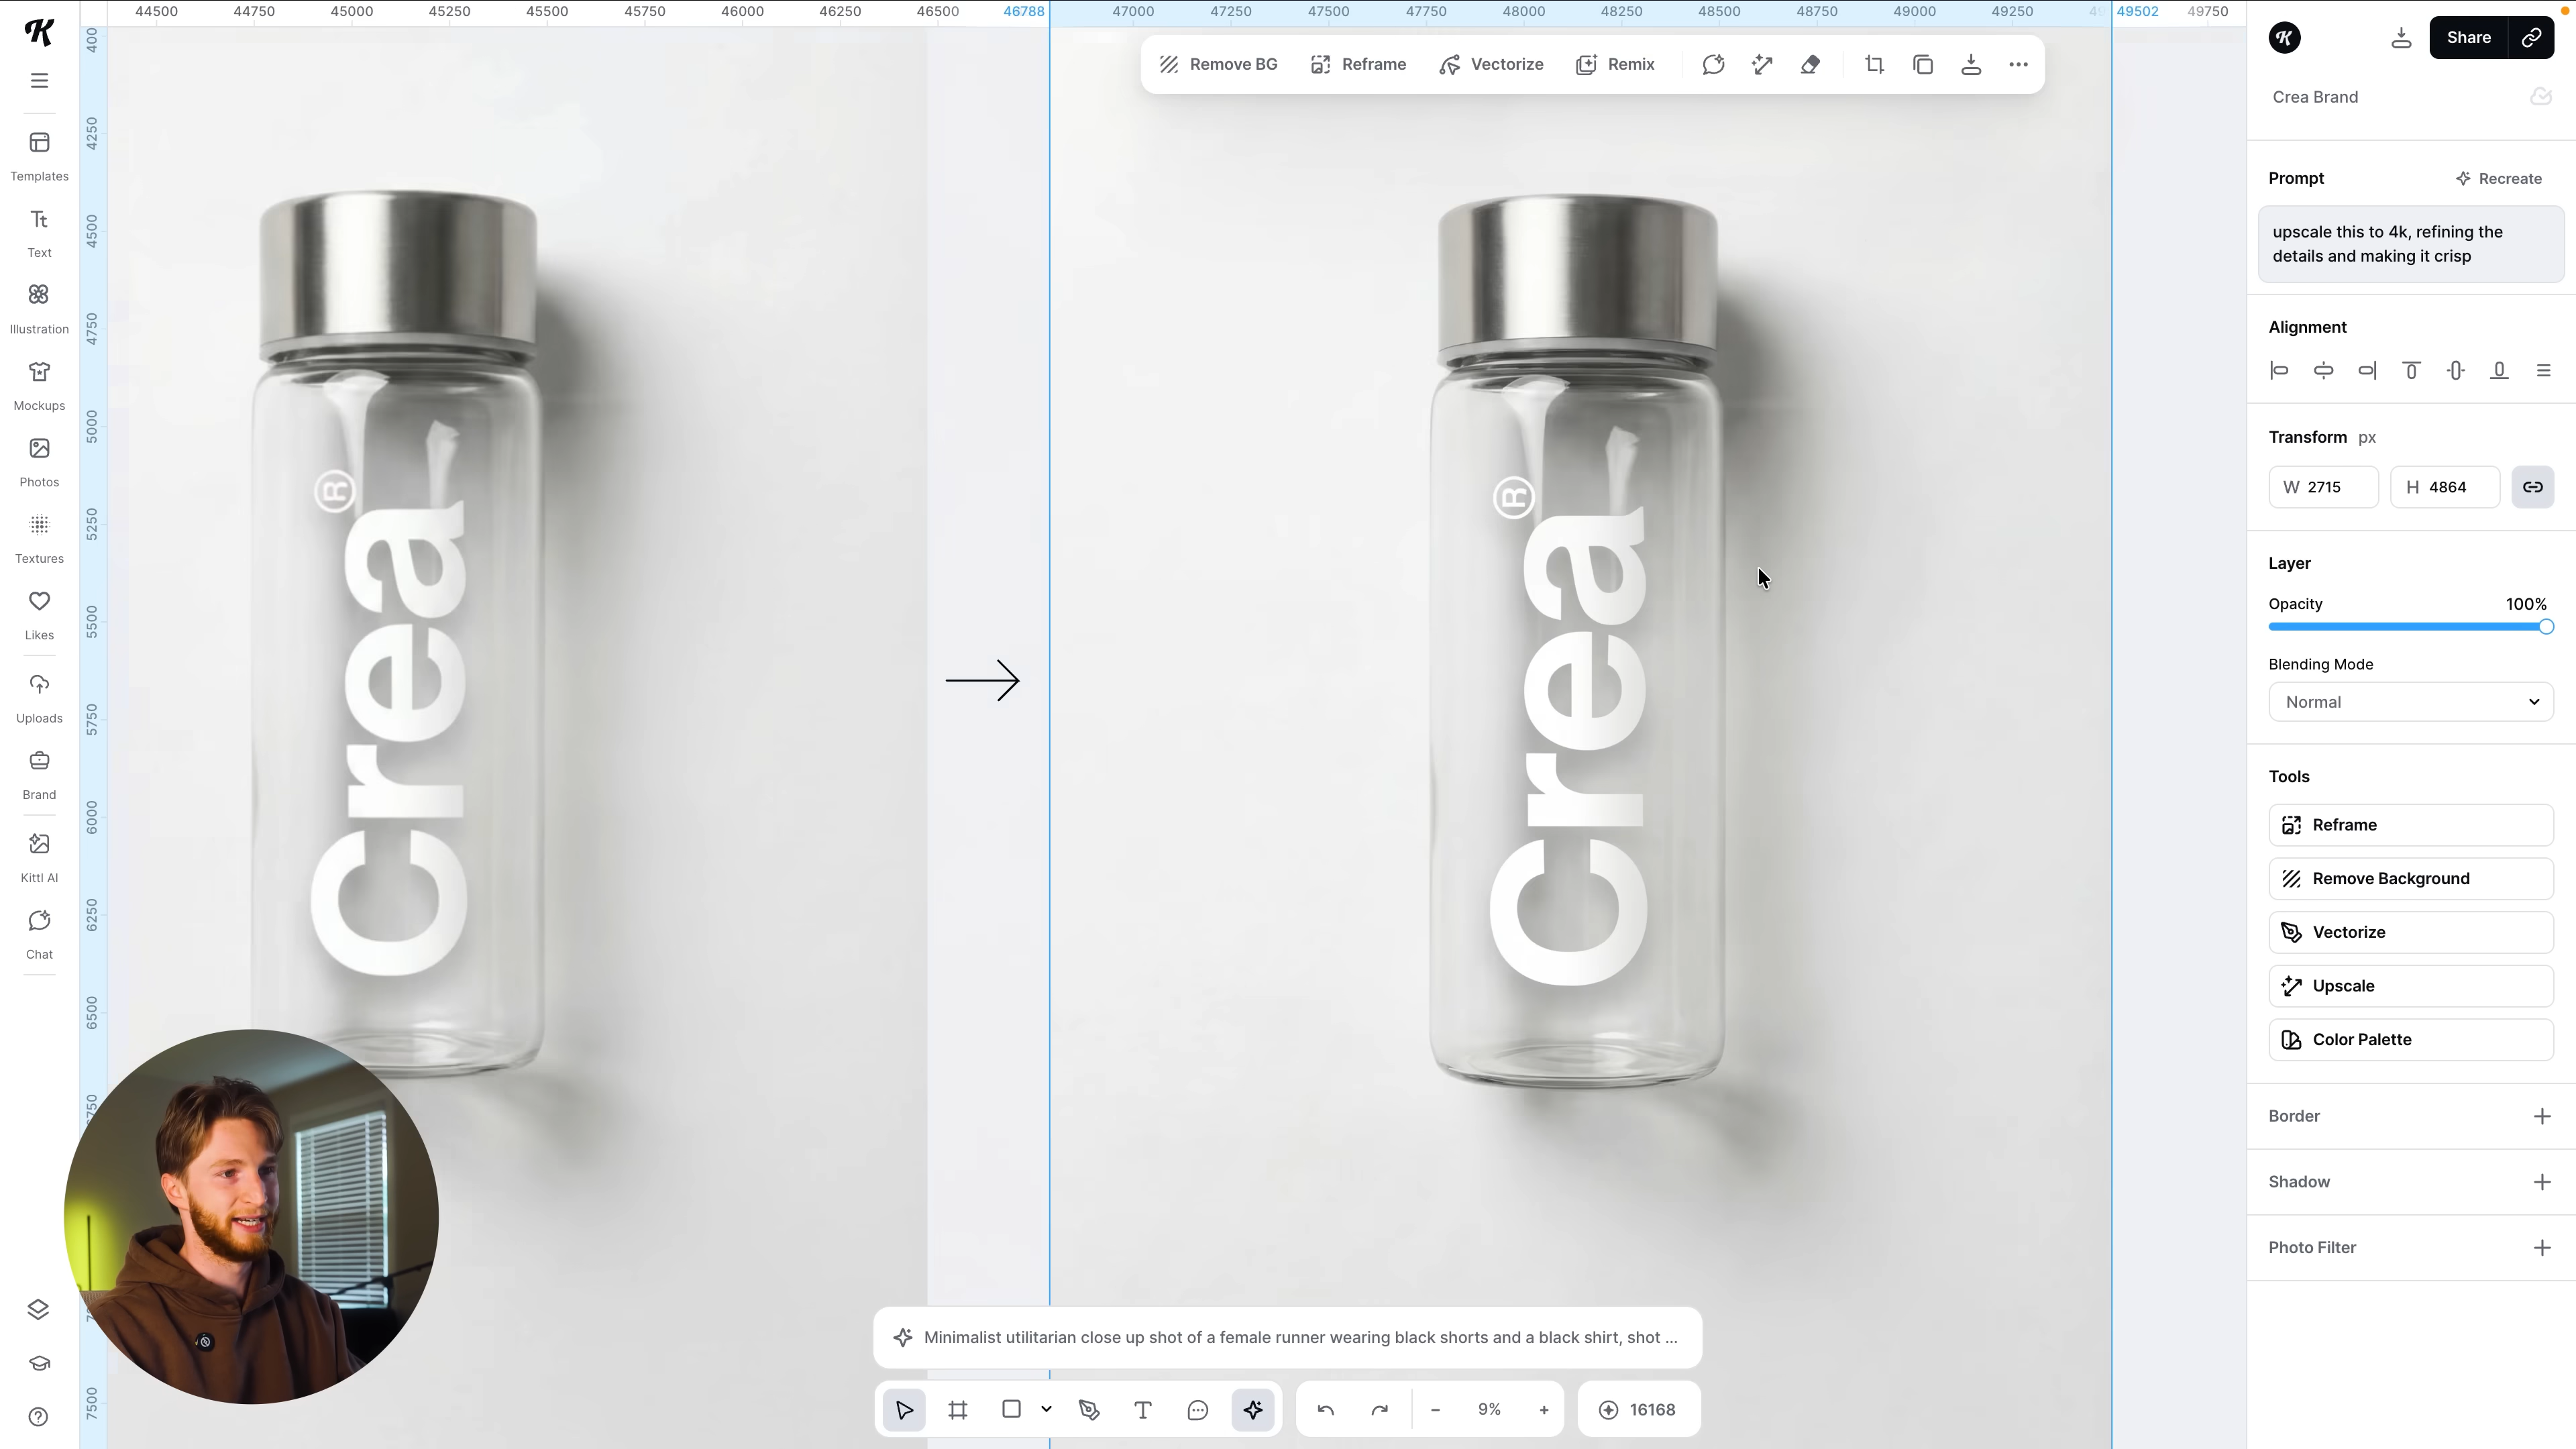 44500 44750 45000 45250 45500 45750 46000 46250 46500 46788 47000 47250 47500 47750 48000 48250 48500 48750 49000 49250 49502 49750
400
4250
4500
4750
5000
5250
5500
5750
6000
6250
6500
7500
Remove BG Reframe Vectorize Remix
Share
Crea Brand
Templates
Text
Illustration
Mockups
Photos
Textures
Likes
Uploads
Brand
Kittl AI
Chat
Crea®
Crea®
Prompt Recreate
upscale this to 4k, refining the
details and making it crisp
Alignment
Transform px
W 2715 H 4864
Layer
Opacity 100%
Blending Mode
Normal
Tools
Reframe
Remove Background
Vectorize
Upscale
Color Palette
Border
Shadow
Photo Filter
Minimalist utilitarian close up shot of a female runner wearing black shorts and a black shirt, shot ...
9%
16168